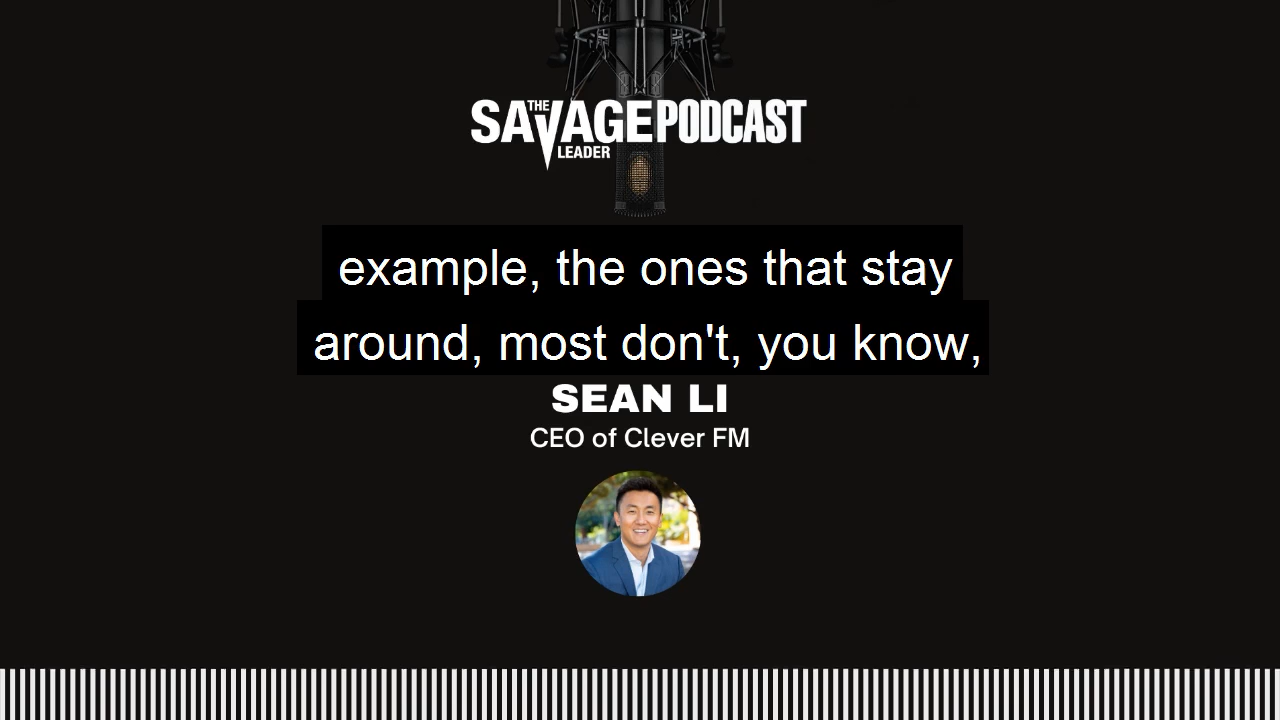 THE SAVAGE LEADER PODCAST
example, the ones that stay
around, most don't, you know,
SEAN LI
CEO of Clever FM